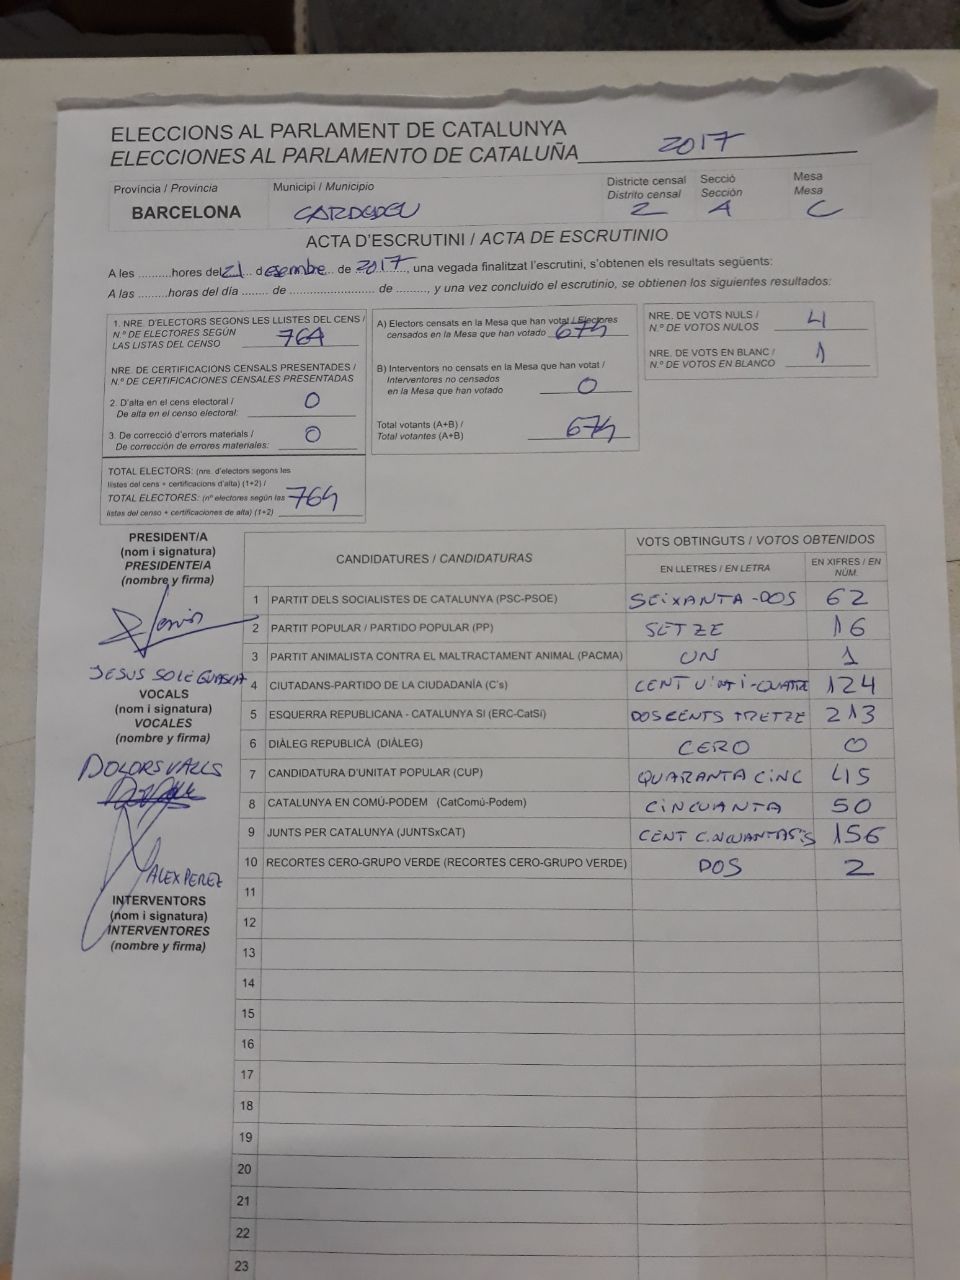 ELECCIONS AL PARLAMENT DE CATALUNYA
ELECCIONES AL PARLAMENTO DE CATALUÑA 2017
Província / Provincia
BARCELONA
Municipi / Municipio
CARDEDEU
Districte censal
Distrito censal
2
Secció
Sección
A
Mesa
Mesa
C
ACTA D'ESCRUTINI / ACTA DE ESCRUTINIO
A les .........hores del 21 desembre de 2017, una vegada finalitzat l'escrutini, s'obtenen els resultats següents:
A las .........horas del día ........ de .......................... de ........., y una vez concluido el escrutinio, se obtienen los siguientes resultados:
1. NRE. D'ELECTORS SEGONS LES LLISTES DEL CENS /
N.º DE ELECTORES SEGÚN
LAS LISTAS DEL CENSO 764
NRE. DE CERTIFICACIONS CENSALS PRESENTADES /
N.º DE CERTIFICACIONES CENSALES PRESENTADAS
2. D'alta en el cens electoral /
De alta en el censo electoral: 0
3. De correcció d'errors materials /
De corrección de errores materiales: 0
TOTAL ELECTORS: (nre. d'electors segons les
llistes del cens + certificacions d'alta) (1+2) /
TOTAL ELECTORES: (nº electores según las
listas del censo + certificaciones de alta) (1+2) 764
A) Electors censats en la Mesa que han votat / Electores
censados en la Mesa que han votado 674
B) Interventors no censats en la Mesa que han votat /
Interventores no censados
en la Mesa que han votado 0
Total votants (A+B) /
Total votantes (A+B) 674
NRE. DE VOTS NULS /
N.º DE VOTOS NULOS 4
NRE. DE VOTS EN BLANC /
N.º DE VOTOS EN BLANCO 1
PRESIDENT/A
(nom i signatura)
PRESIDENTE/A
(nombre y firma)
JESUS SOLE GUASCH
VOCALS
(nom i signatura)
VOCALES
(nombre y firma)
DOLORS VALLS
ALEX PEREZ
INTERVENTORS
(nom i signatura)
INTERVENTORES
(nombre y firma)
CANDIDATURES / CANDIDATURAS
VOTS OBTINGUTS / VOTOS OBTENIDOS
EN LLETRES / EN LETRA
EN XIFRES / EN
NÚM.
1 PARTIT DELS SOCIALISTES DE CATALUNYA (PSC-PSOE) SEIXANTA-DOS 62
2 PARTIT POPULAR / PARTIDO POPULAR (PP) SETZE 16
3 PARTIT ANIMALISTA CONTRA EL MALTRACTAMENT ANIMAL (PACMA) UN 1
4 CIUTADANS-PARTIDO DE LA CIUDADANÍA (C's) CENT VINTI-QUATRE 124
5 ESQUERRA REPUBLICANA - CATALUNYA SI (ERC-CatSí) DOSCENTS TRETZE 213
6 DIÀLEG REPUBLICÀ (DIÀLEG) CERO 0
7 CANDIDATURA D'UNITAT POPULAR (CUP) QUARANTA CINC 45
8 CATALUNYA EN COMÚ-PODEM (CatComú-Podem) CINCUANTA 50
9 JUNTS PER CATALUNYA (JUNTSxCAT) CENT CINQUANTASIS 156
10 RECORTES CERO-GRUPO VERDE (RECORTES CERO-GRUPO VERDE) DOS 2
11
12
13
14
15
16
17
18
19
20
21
22
23